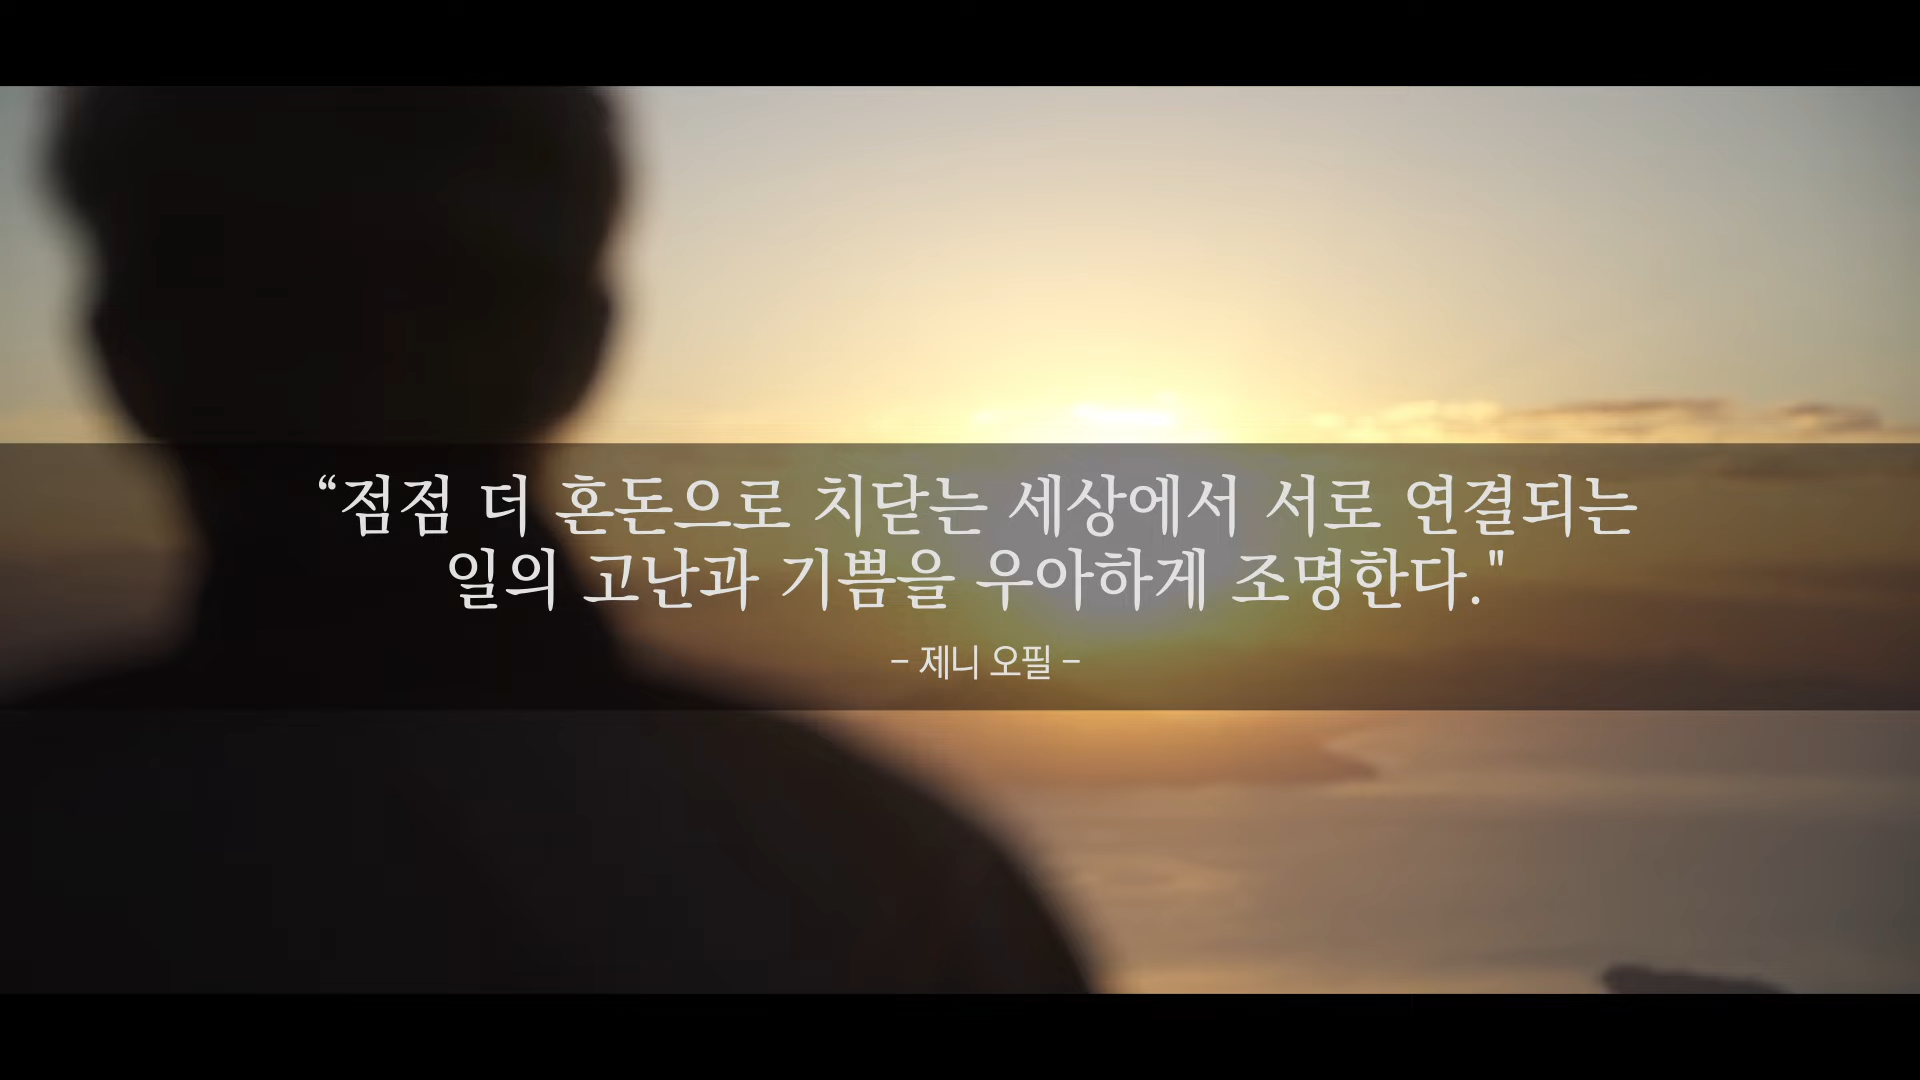 “점점 더 혼돈으로 치닫는 세상에서 서로 연결되는
일의 고난과 기쁨을 우아하게 조명한다."
– 제니 오필 –